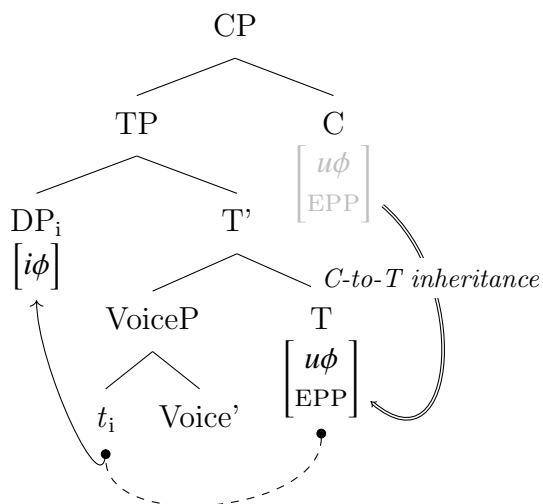 CP
TP C
[uϕ
EPP]
DPi T'
[iϕ]
C-to-T inheritance
VoiceP T
[uϕ
EPP]
ti Voice'